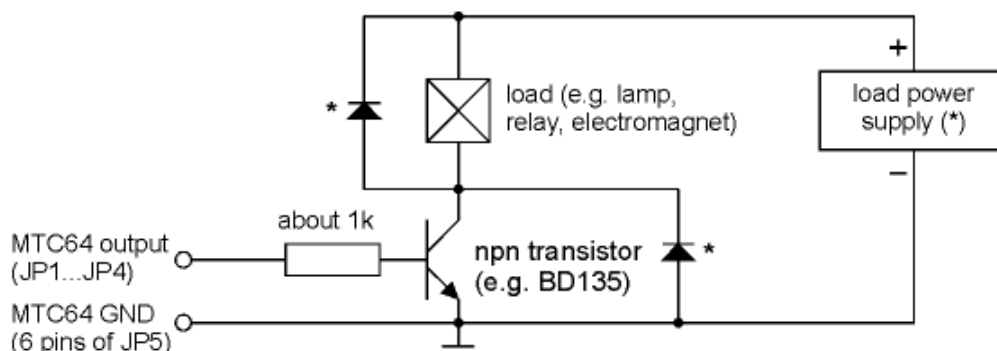 +
*
load (e.g. lamp,
relay, electromagnet)
load power
supply (*)
−
about 1k
MTC64 output
(JP1...JP4)
npn transistor
(e.g. BD135)
*
MTC64 GND
(6 pins of JP5)